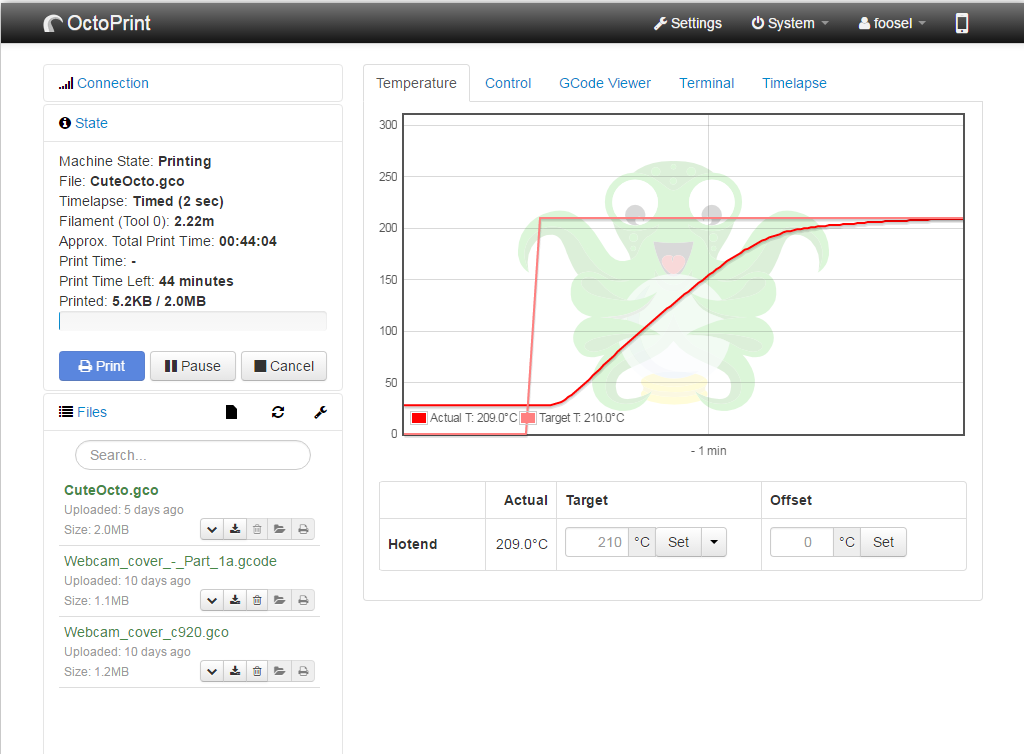 OctoPrint Settings System foosel
Connection
State
Machine State: Printing
File: CuteOcto.gco
Timelapse: Timed (2 sec)
Filament (Tool 0): 2.22m
Approx. Total Print Time: 00:44:04
Print Time: -
Print Time Left: 44 minutes
Printed: 5.2KB / 2.0MB
Print Pause Cancel
Files
Search...
CuteOcto.gco
Uploaded: 5 days ago
Size: 2.0MB
Webcam_cover_-_Part_1a.gcode
Uploaded: 10 days ago
Size: 1.1MB
Webcam_cover_c920.gco
Uploaded: 10 days ago
Size: 1.2MB
Temperature Control GCode Viewer Terminal Timelapse
300
250
200
150
100
50
0
Actual T: 209.0°C Target T: 210.0°C
- 1 min
Actual Target Offset
Hotend 209.0°C 210 °C Set 0 °C Set